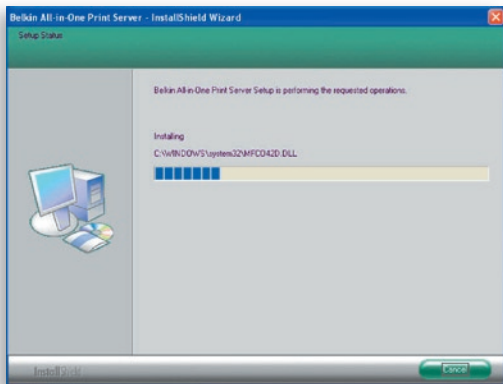 Belkin All-in-One Print Server - InstallShield Wizard
Setup Status
Belkin All-in-One Print Server Setup is performing the requested operations.
Installing
C:\WINDOWS\system32\MFCO42D.DLL
InstallShield
Cancel